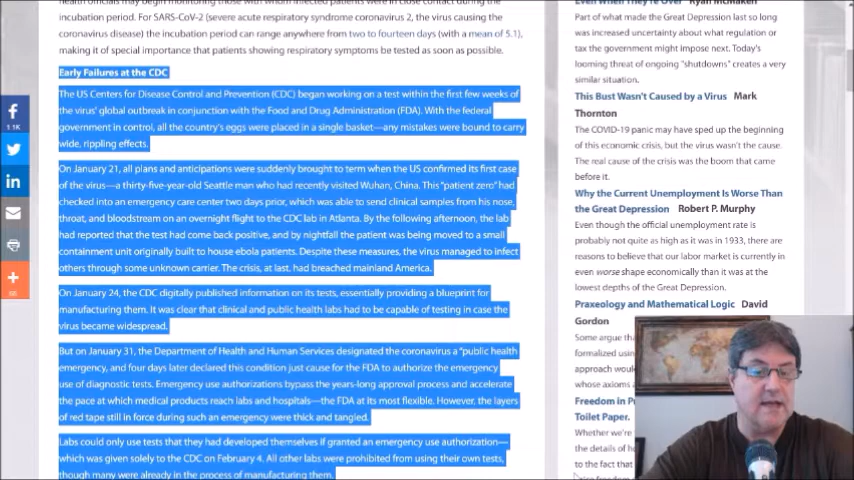 health officials may begin monitoring those with whom infected patients were in close contact during the
incubation period. For SARS-CoV-2 (severe acute respiratory syndrome coronavirus 2, the virus causing the
coronavirus disease) the incubation period can range anywhere from two to fourteen days (with a mean of 5.1),
making it of special importance that patients showing respiratory symptoms be tested as soon as possible.
Early Failures at the CDC
The US Centers for Disease Control and Prevention (CDC) began working on a test within the first few weeks of
the virus' global outbreak in conjunction with the Food and Drug Administration (FDA). With the federal
government in control, all the country's eggs were placed in a single basket—any mistakes were bound to carry
wide, rippling effects.
On January 21, all plans and anticipations were suddenly brought to term when the US confirmed its first case
of the virus—a thirty-five-year-old Seattle man who had recently visited Wuhan, China. This "patient zero" had
checked into an emergency care center two days prior, which was able to send clinical samples from his nose,
throat, and bloodstream on an overnight flight to the CDC lab in Atlanta. By the following afternoon, the lab
had reported that the test had come back positive, and by nightfall the patient was being moved to a small
containment unit originally built to house ebola patients. Despite these measures, the virus managed to infect
others through some unknown carrier. The crisis, at last, had breached mainland America.
On January 24, the CDC digitally published information on its tests, essentially providing a blueprint for
manufacturing them. It was clear that clinical and public health labs had to be capable of testing in case the
virus became widespread.
But on January 31, the Department of Health and Human Services designated the coronavirus a "public health
emergency, and four days later declared this condition just cause for the FDA to authorize the emergency
use of diagnostic tests. Emergency use authorizations bypass the years-long approval process and accelerate
the pace at which medical products reach labs and hospitals—the FDA at its most flexible. However, the layers
of red tape still in force during such an emergency were thick and tangled.
Labs could only use tests that they had developed themselves if granted an emergency use authorization—
which was given solely to the CDC on February 4. All other labs were prohibited from using their own tests,
though many were already in the process of manufacturing them.
Even When They're Over Ryan McMaken
Part of what made the Great Depression last so long
was increased uncertainty about what regulation or
tax the government might impose next. Today's
looming threat of ongoing "shutdowns" creates a very
similar situation.
This Bust Wasn't Caused by a Virus Mark
Thornton
The COVID-19 panic may have sped up the beginning
of this economic crisis, but the virus wasn't the cause.
The real cause of the crisis was the boom that came
before it.
Why the Current Unemployment Is Worse Than
the Great Depression Robert P. Murphy
Even though the official unemployment rate is
probably not quite as high as it was in 1933, there are
reasons to believe that our labor market is currently in
even worse shape economically than it was at the
lowest depths of the Great Depression.
Praxeology and Mathematical Logic David
Gordon
Some argue tha
formalized using
approach would
whose axioms a
Freedom in P
Toilet Paper.
Whether we're
the details of h
to the fact that
1.1K